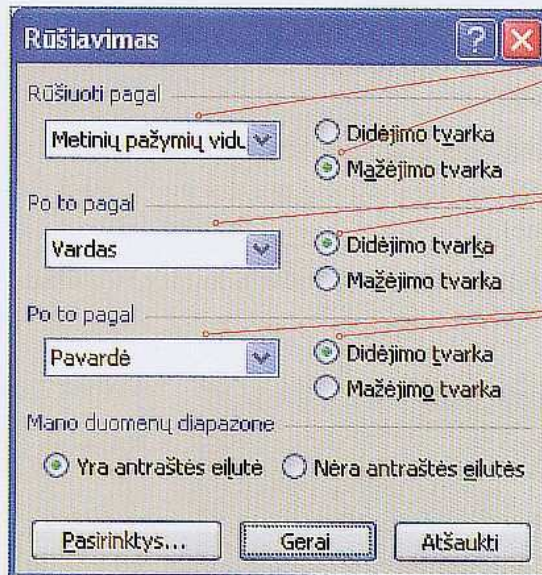 Rūšiavimas
Rūšiuoti pagal
Metinių pažymių vidu
Didėjimo tvarka
Mažėjimo tvarka
Po to pagal
Vardas
Didėjimo tvarka
Mažėjimo tvarka
Po to pagal
Pavardė
Didėjimo tvarka
Mažėjimo tvarka
Mano duomenų diapazone
Yra antraštės eilutė
Nėra antraštės eilutės
Pasirinktys...
Gerai
Atšaukti